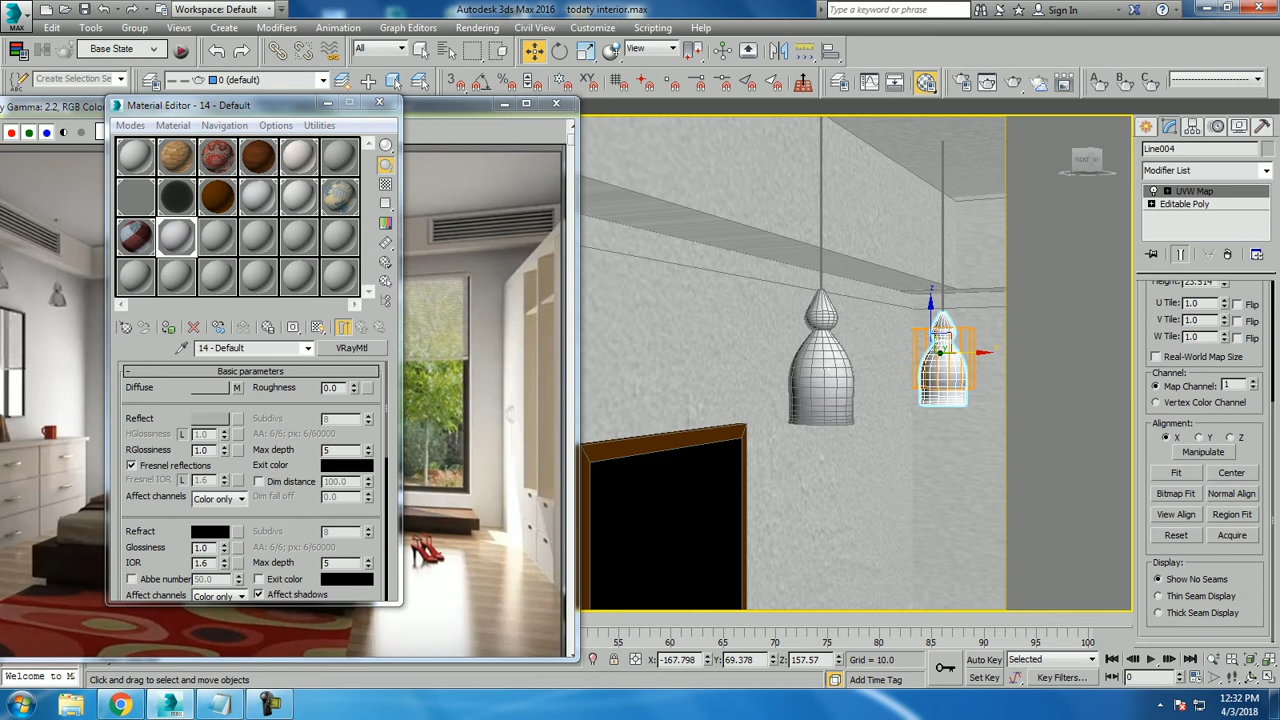 Workspace: Default
Autodesk 3ds Max 2016
todaty interior.max
Type a keyword or phrase
Sign In
MAX
Edit
Tools
Group
Views
Create
Modifiers
Animation
Graph Editors
Rendering
Civil View
Customize
Scripting
Help
Base State
All
View
Create Selection Se
0 (default)
y Gamma: 2.2, RGB Colo
Material Editor - 14 - Default
Modes
Material
Navigation
Options
Utilities
14 - Default
VRayMtl
Basic parameters
Diffuse
M
Roughness
0.0
Reflect
Subdivs
8
HGlossiness
L
1.0
AA: 6/6; px: 6/60000
RGlossiness
1.0
Max depth
5
Fresnel reflections
Exit color
Fresnel IOR
L
1.6
Dim distance
100.0
Affect channels
Color only
Dim fall off
0.0
Refract
Subdivs
8
Glossiness
1.0
AA: 6/6; px: 6/60000
IOR
1.6
Max depth
5
Abbe number
50.0
Exit color
Affect channels
Color only
Affect shadows
Line004
Modifier List
UVW Map
Editable Poly
Height:
23.514
U Tile:
1.0
Flip
V Tile:
1.0
Flip
W Tile:
1.0
Flip
Real-World Map Size
Channel:
Map Channel:
1
Vertex Color Channel
Alignment:
X
Y
Z
Manipulate
Fit
Center
Bitmap Fit
Normal Align
View Align
Region Fit
Reset
Acquire
Display:
Show No Seams
Thin Seam Display
Thick Seam Display
55
60
65
70
75
80
85
90
95
100
X:
-167.798
Y:
69.378
Z:
157.57
Grid = 10.0
Auto Key
Selected
Welcome to M
Click and drag to select and move objects
Add Time Tag
Set Key
Key Filters...
0
12:32 PM
4/3/2018